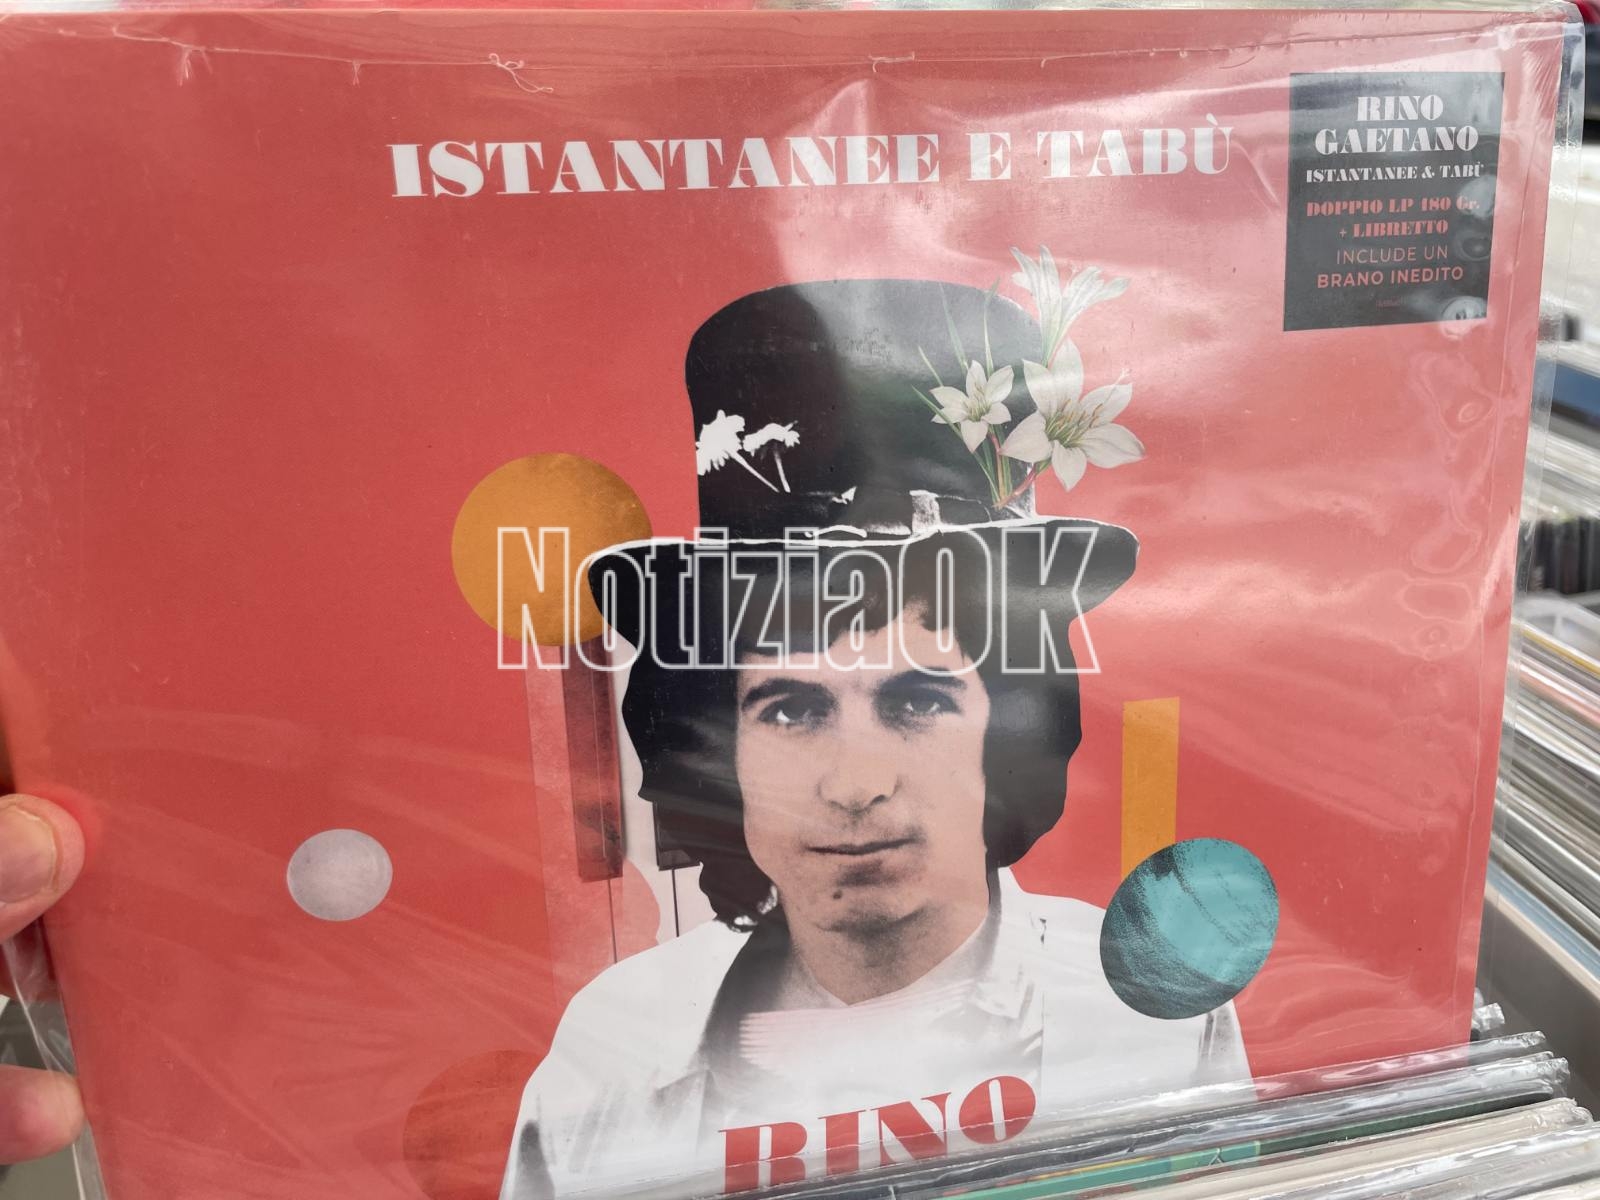 ISTANTANEE E TABÙ
RINO
GAETANO
ISTANTANEE & TABÙ
DOPPIO LP 180 Gr.
+ LIBRETTO
INCLUDE UN
BRANO INEDITO
NotiziaOK
RINO